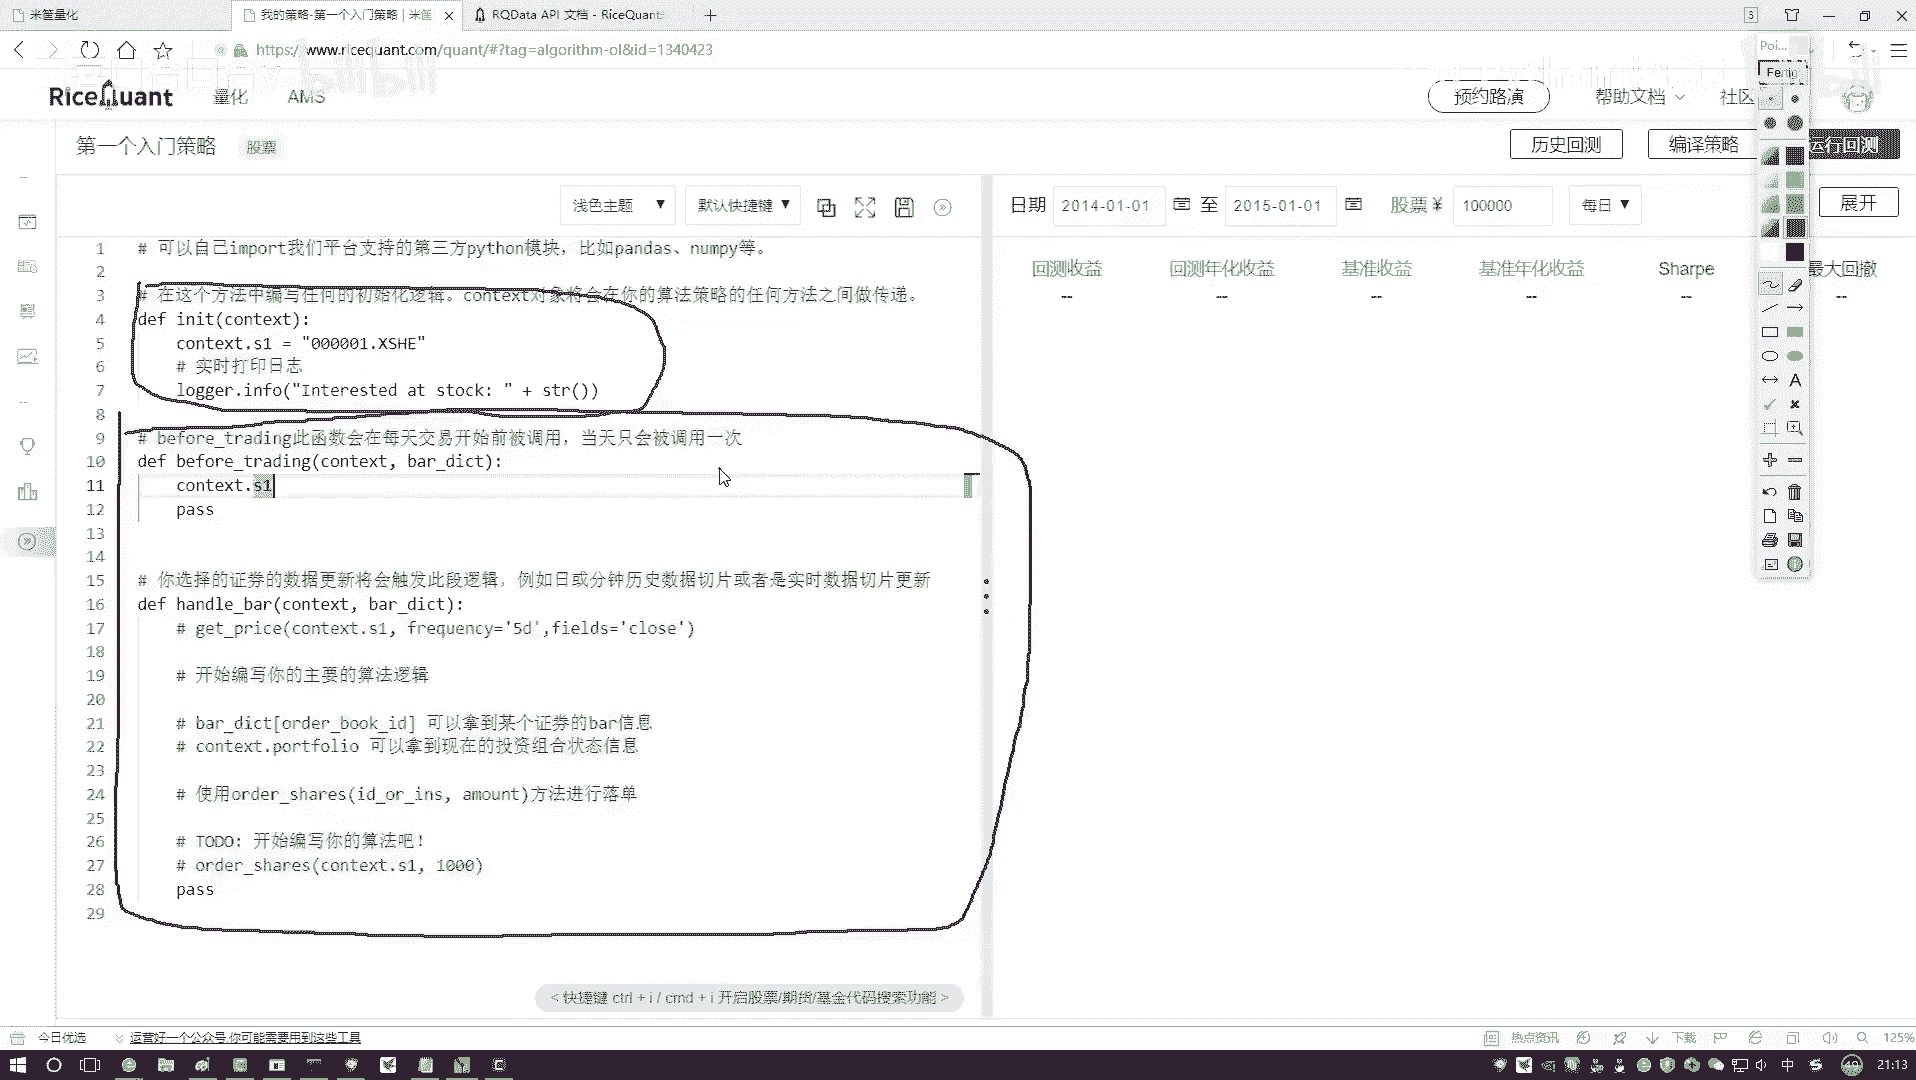 米筐量化
我的策略-第一个入门策略 | 米筐
RQData API 文档 - RiceQuant
https://www.ricequant.com/quant/#?tag=algorithm-ol&id=1340423
RiceQuant
量化
AMS
预约路演
帮助文档
社区
Fertig
第一个入门策略
股票
历史回测
编译策略
运行回测
浅色主题
默认快捷键
日期
2014-01-01
至
2015-01-01
股票 ¥
100000
每日
展开
回测收益
回测年化收益
基准收益
基准年化收益
Sharpe
最大回撤
--
--
--
--
--
--
1 # 可以自己import我们平台支持的第三方python模块，比如pandas、numpy等。
2
3 # 在这个方法中编写任何的初始化逻辑。context对象将会在你的算法策略的任何方法之间做传递。
4 def init(context):
5 context.s1 = "000001.XSHE"
6 # 实时打印日志
7 logger.info("Interested at stock: " + str())
8
9 # before_trading此函数会在每天交易开始前被调用，当天只会被调用一次
10 def before_trading(context, bar_dict):
11 context.s1
12 pass
13
14
15 # 你选择的证券的数据更新将会触发此段逻辑，例如日或分钟历史数据切片或者是实时数据切片更新
16 def handle_bar(context, bar_dict):
17 # get_price(context.s1, frequency='5d',fields='close')
18
19 # 开始编写你的主要的算法逻辑
20
21 # bar_dict[order_book_id] 可以拿到某个证券的bar信息
22 # context.portfolio 可以拿到现在的投资组合状态信息
23
24 # 使用order_shares(id_or_ins, amount)方法进行落单
25
26 # TODO: 开始编写你的算法吧！
27 # order_shares(context.s1, 1000)
28 pass
29
< 快捷键 ctrl + i / cmd + i 开启股票/期货/基金代码搜索功能 >
今日优选
运营好一个公众号,你可能需要用到这些工具
热点资讯
下载
125%
中
21:13